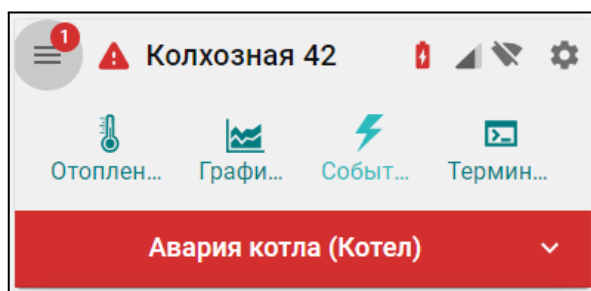 1
Колхозная 42
Отоплен... Графи... Событ... Термин...
Авария котла (Котел)